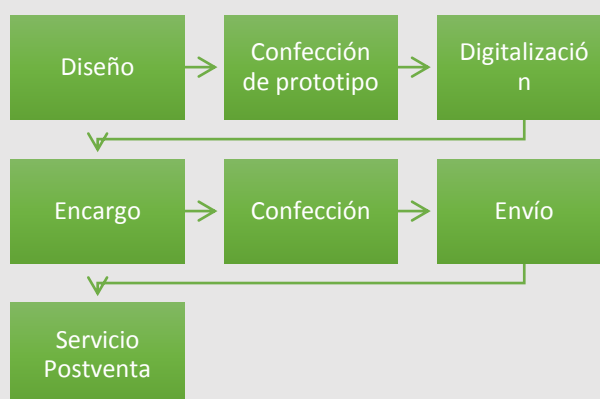 Diseño
Confección
de prototipo
Digitalizació
n
Encargo
Confección
Envío
Servicio
Postventa